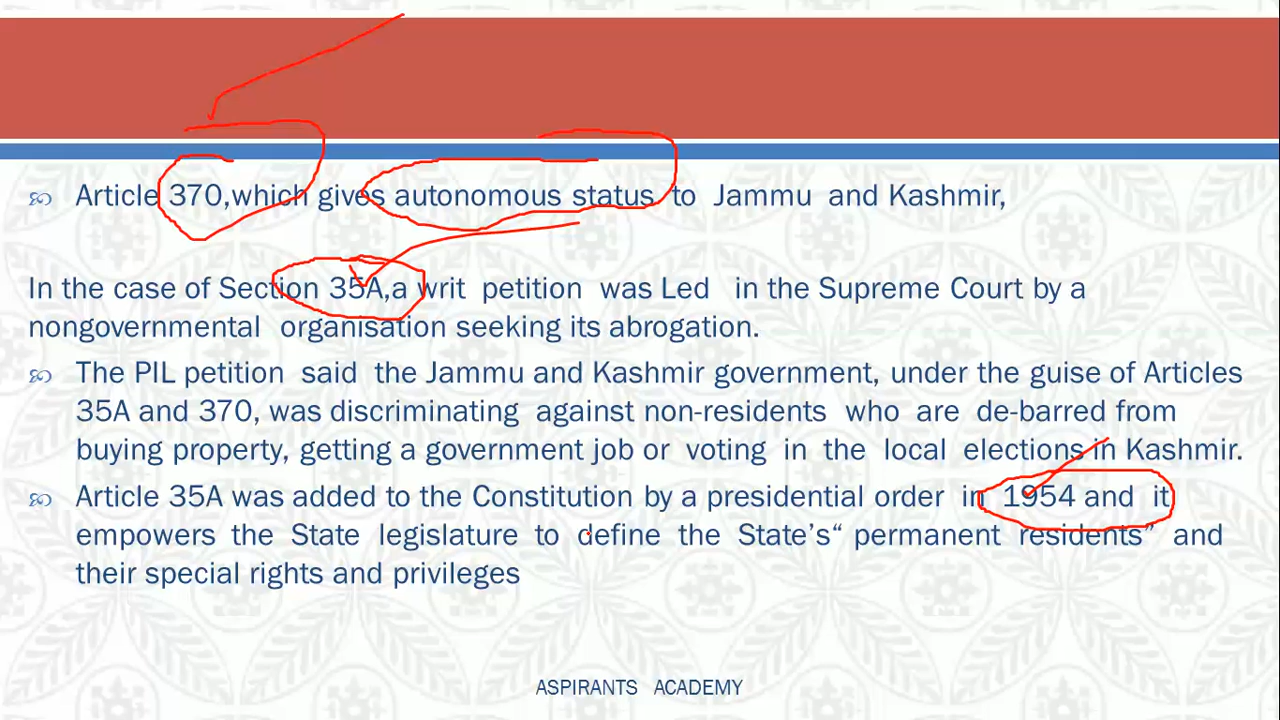 Article 370,which gives autonomous status to Jammu and Kashmir,
In the case of Section 35A,a writ petition was Led in the Supreme Court by a
nongovernmental organisation seeking its abrogation.
The PIL petition said the Jammu and Kashmir government, under the guise of Articles
35A and 370, was discriminating against non-residents who are de-barred from
buying property, getting a government job or voting in the local elections in Kashmir.
Article 35A was added to the Constitution by a presidential order in 1954 and it
empowers the State legislature to define the State's“ permanent residents” and
their special rights and privileges
ASPIRANTS ACADEMY